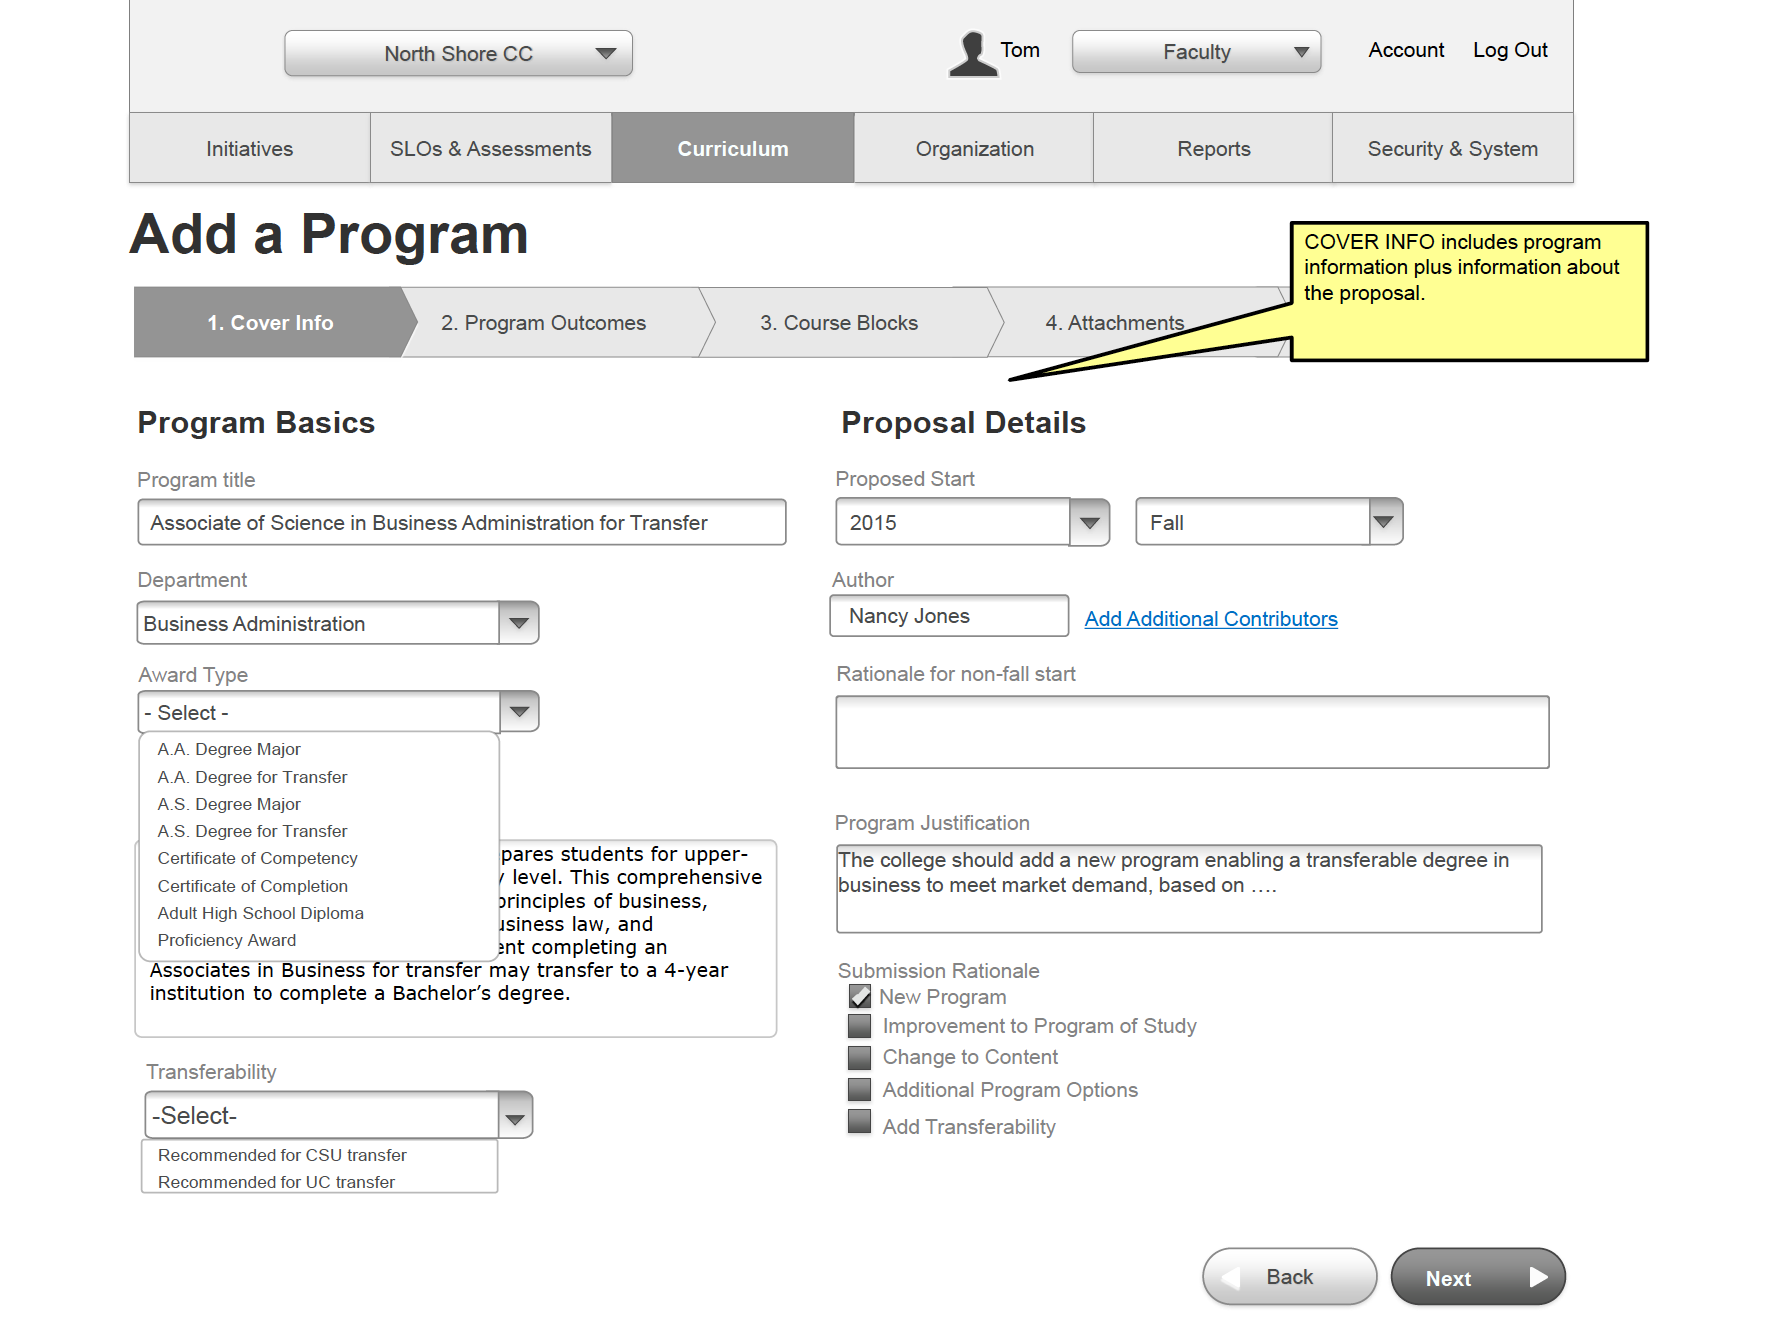 North Shore CC
Tom
Faculty
Account
Log Out
Initiatives
SLOs & Assessments
Curriculum
Organization
Reports
Security & System
Add a Program
COVER INFO includes program
information plus information about
the proposal.
1. Cover Info
2. Program Outcomes
3. Course Blocks
4. Attachments
Program Basics
Program title
Associate of Science in Business Administration for Transfer
Department
Business Administration
Award Type
- Select -
A.A. Degree Major
A.A. Degree for Transfer
A.S. Degree Major
A.S. Degree for Transfer
Certificate of Competency
Certificate of Completion
Adult High School Diploma
Proficiency Award
students for upper-
level. This comprehensive
principles of business,
law, and
completing an
Associates in Business for transfer may transfer to a 4-year
institution to complete a Bachelor’s degree.
Transferability
-Select-
Recommended for CSU transfer
Recommended for UC transfer
Proposal Details
Proposed Start
2015
Fall
Author
Nancy Jones
Add Additional Contributors
Rationale for non-fall start
Program Justification
The college should add a new program enabling a transferable degree in
business to meet market demand, based on ….
Submission Rationale
New Program
Improvement to Program of Study
Change to Content
Additional Program Options
Add Transferability
Back
Next